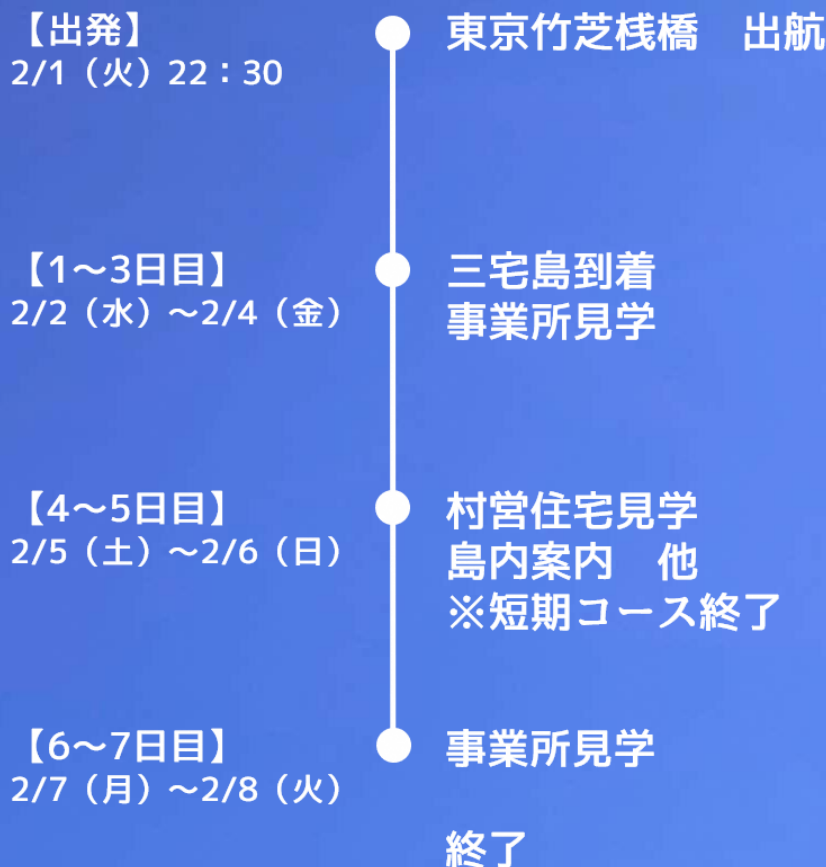 【出発】
2/1（火）22：30
東京竹芝桟橋　出航
【1～3日目】
2/2（水）～2/4（金）
三宅島到着
事業所見学
【4～5日目】
2/5（土）～2/6（日）
村営住宅見学
島内案内　他
※短期コース終了
【6～7日目】
2/7（月）～2/8（火）
事業所見学
終了